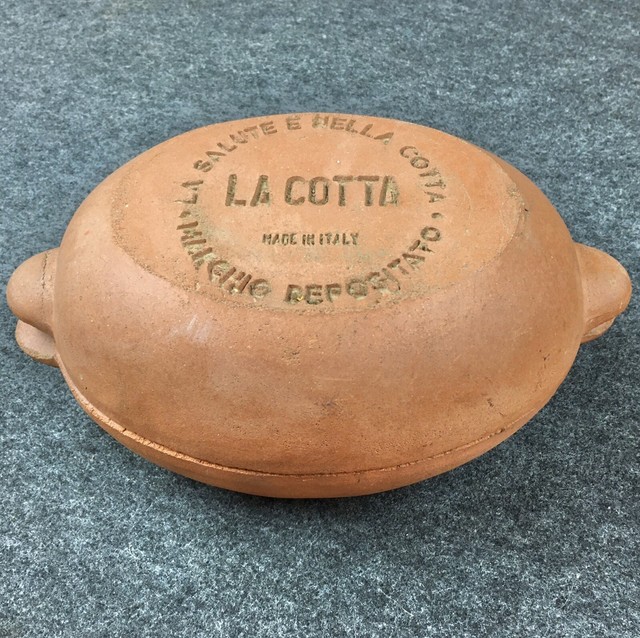 LA SALUTE E NELLA COTTA
LA COTTA
MADE IN ITALY
MARCHIO DEPOSITATO